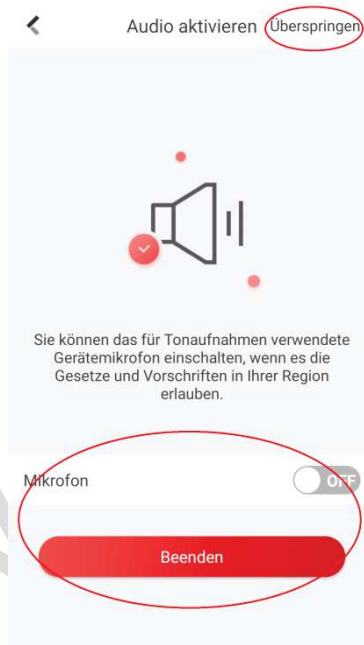 Audio aktivieren Überspringen
Sie können das für Tonaufnahmen verwendete
Gerätemikrofon einschalten, wenn es die
Gesetze und Vorschriften in Ihrer Region
erlauben.
Mikrofon OFF
Beenden